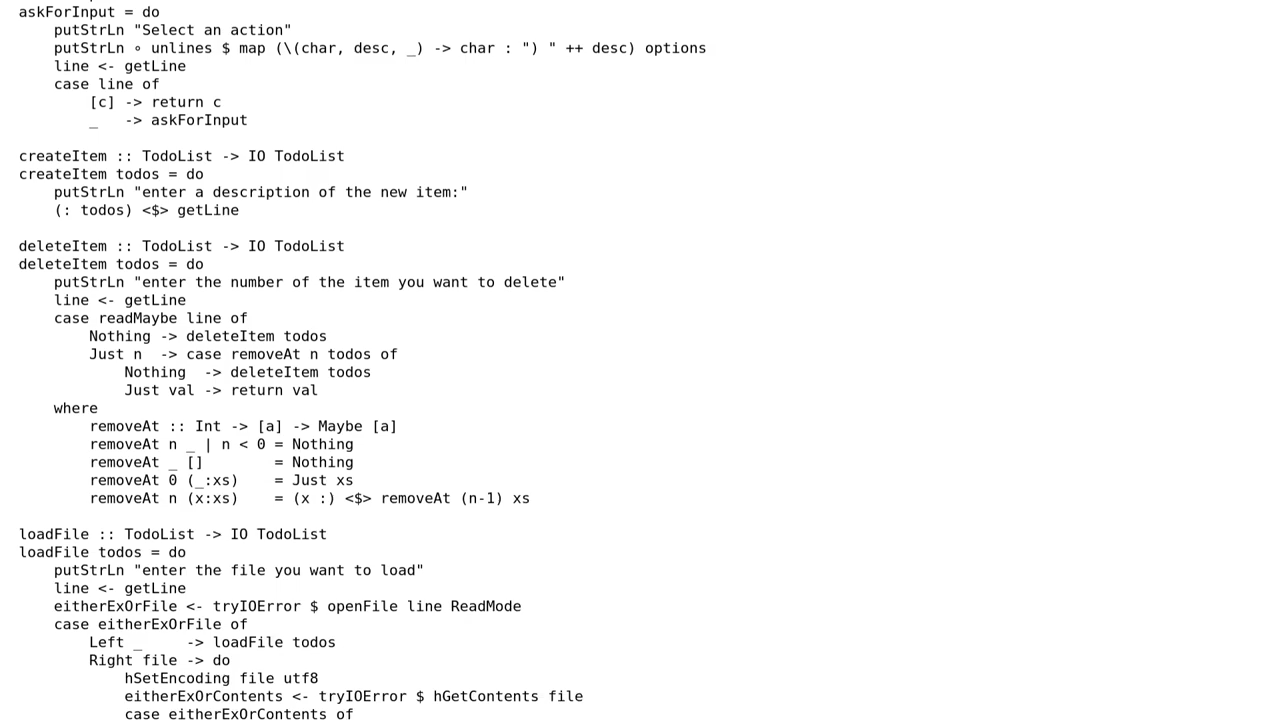 askForInput = do
    putStrLn "Select an action"
    putStrLn ∘ unlines $ map (\(char, desc, _) -> char : ") " ++ desc) options
    line <- getLine
    case line of
        [c] -> return c
        _   -> askForInput

createItem :: TodoList -> IO TodoList
createItem todos = do
    putStrLn "enter a description of the new item:"
    (: todos) <$> getLine

deleteItem :: TodoList -> IO TodoList
deleteItem todos = do
    putStrLn "enter the number of the item you want to delete"
    line <- getLine
    case readMaybe line of
        Nothing -> deleteItem todos
        Just n  -> case removeAt n todos of
            Nothing  -> deleteItem todos
            Just val -> return val
    where
        removeAt :: Int -> [a] -> Maybe [a]
        removeAt n _ | n < 0 = Nothing
        removeAt _ []        = Nothing
        removeAt 0 (_:xs)    = Just xs
        removeAt n (x:xs)    = (x :) <$> removeAt (n-1) xs

loadFile :: TodoList -> IO TodoList
loadFile todos = do
    putStrLn "enter the file you want to load"
    line <- getLine
    eitherExOrFile <- tryIOError $ openFile line ReadMode
    case eitherExOrFile of
        Left _     -> loadFile todos
        Right file -> do
            hSetEncoding file utf8
            eitherExOrContents <- tryIOError $ hGetContents file
            case eitherExOrContents of